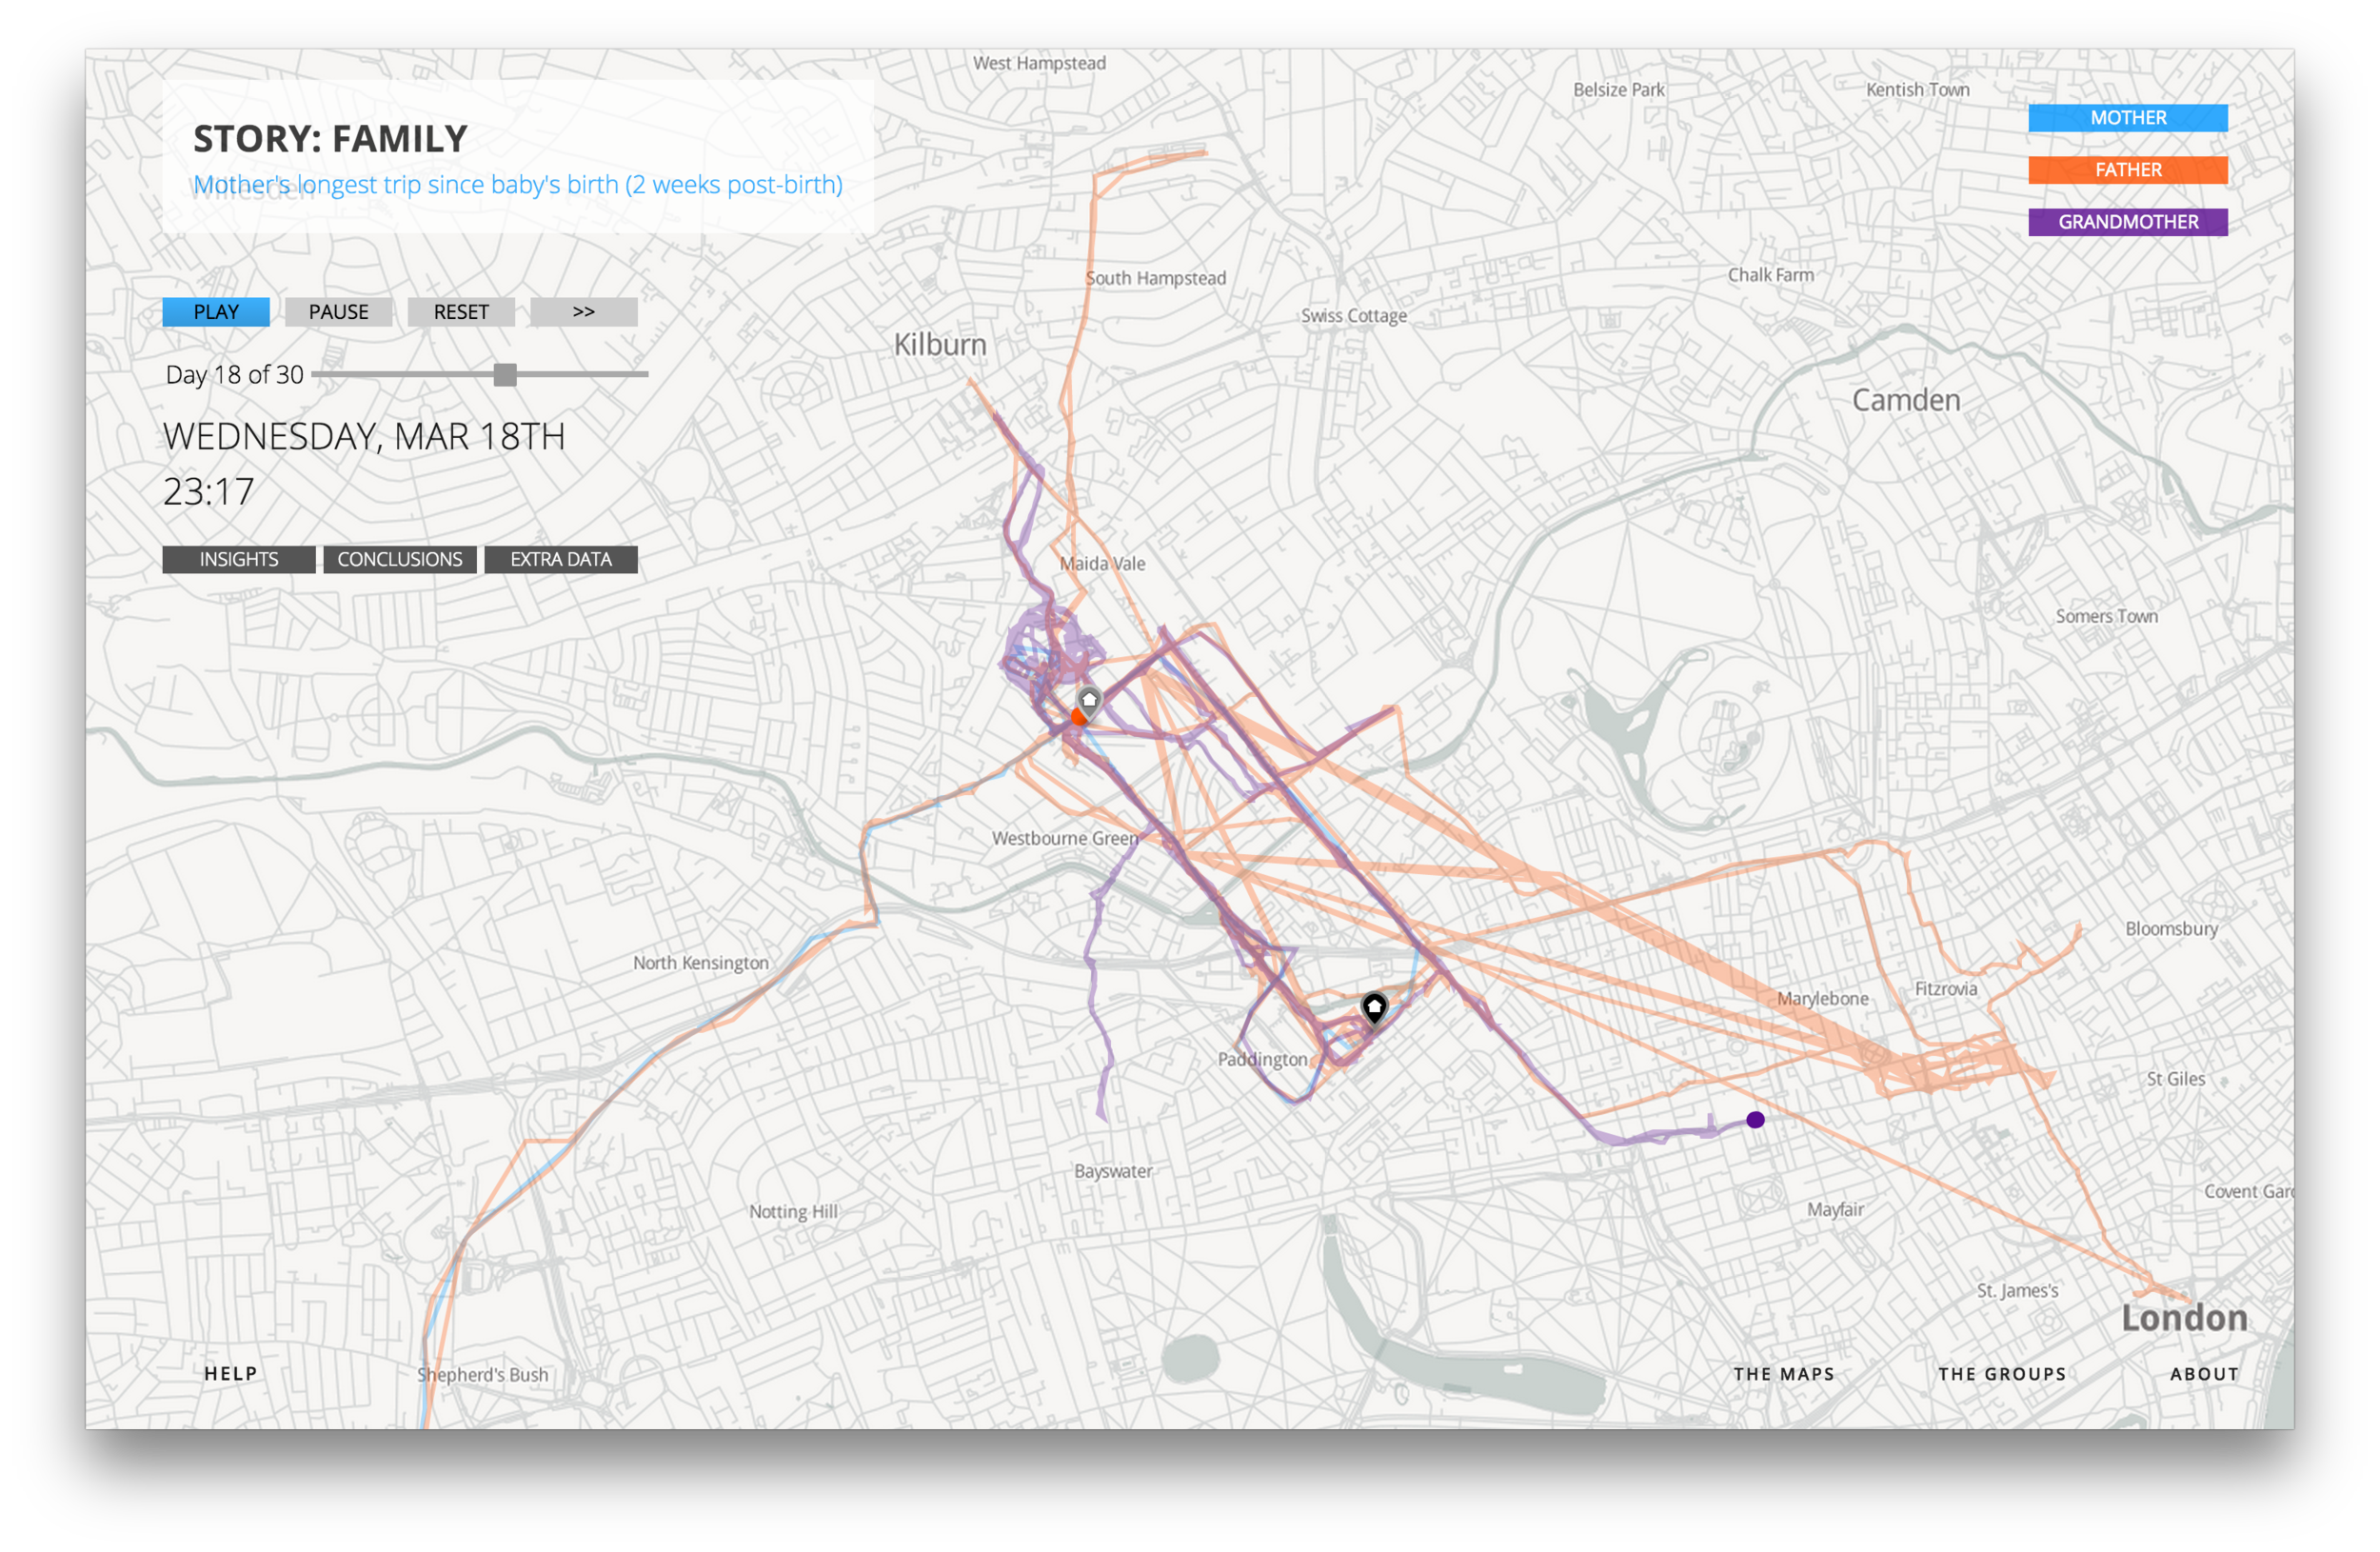 West Hampstead
Belsize Park
Kentish Town
MOTHER
STORY: FAMILY
FATHER
Mother's longest trip since baby's birth (2 weeks post-birth)
Willesden
GRANDMOTHER
South Hampstead
Chalk Farm
PLAY PAUSE RESET >>
Swiss Cottage
Kilburn
Day 18 of 30
Camden
WEDNESDAY, MAR 18TH
23:17
INSIGHTS CONCLUSIONS EXTRA DATA
Maida Vale
Somers Town
Westbourne Green
Bloomsbury
North Kensington
Fitzrovia
Marylebone
Paddington
St Giles
Bayswater
Covent Gard
Notting Hill
Mayfair
St. James's
London
HELP
Shepherd's Bush
THE MAPS
THE GROUPS
ABOUT